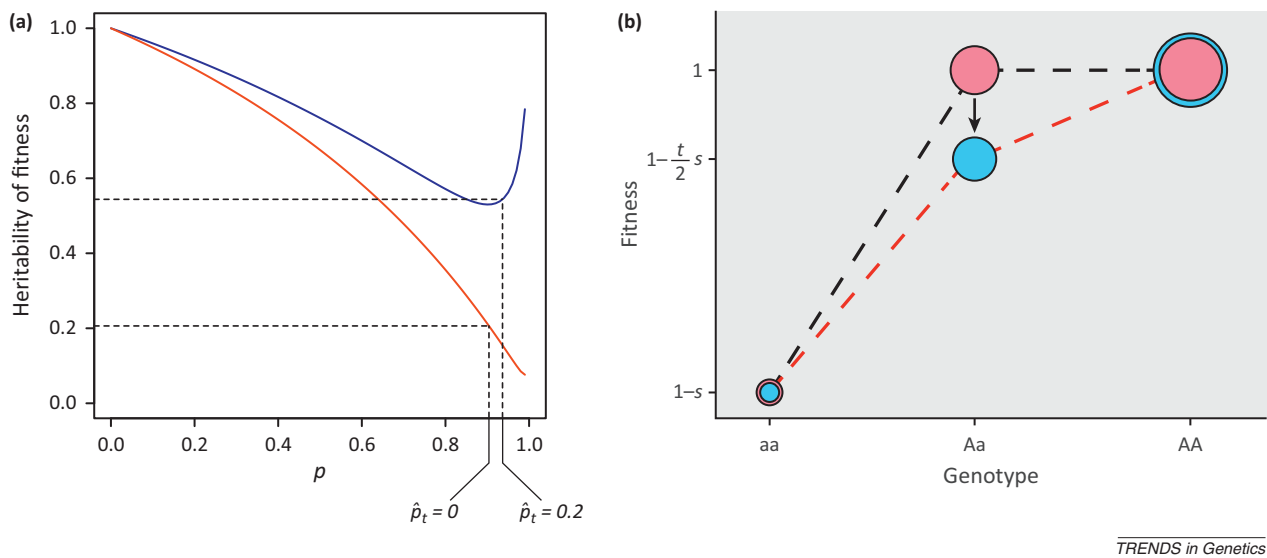 (a)
Heritability of fitness
1.0
0.8
0.6
0.4
0.2
0.0
0.0 0.2 0.4 0.6 0.8 1.0
p
p̂t = 0 p̂t = 0.2
(b)
Fitness
1
1–t/2 s
1–s
aa Aa AA
Genotype
TRENDS in Genetics